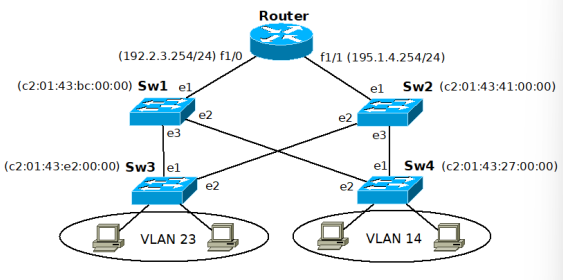 Router
(192.2.3.254/24) f1/0
f1/1 (195.1.4.254/24)
(c2:01:43:bc:00:00) Sw1
e1
e1
Sw2 (c2:01:43:41:00:00)
e2
e2
e3
e3
(c2:01:43:e2:00:00) Sw3
e1
e1
Sw4 (c2:01:43:27:00:00)
e2
e2
VLAN 23
VLAN 14